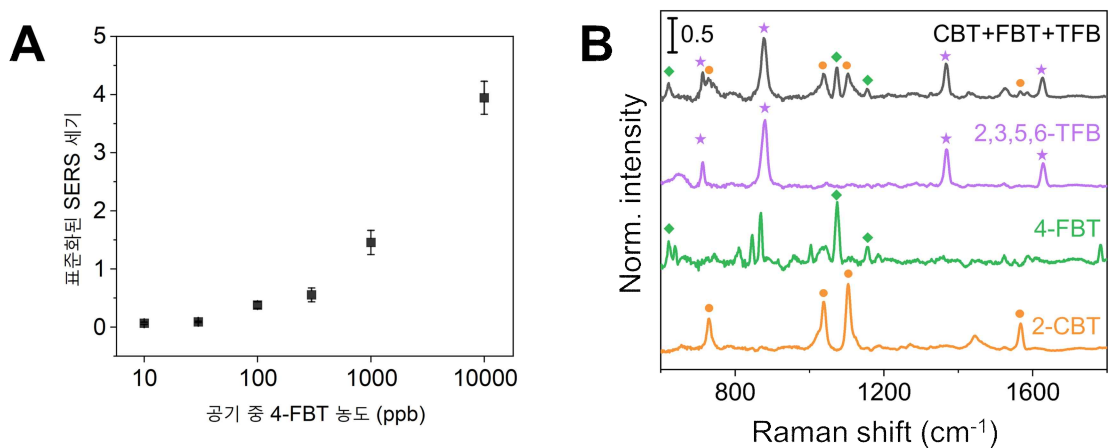 A
표준화된 SERS 세기
5
4
3
2
1
0
10
100
1000
10000
공기 중 4-FBT 농도 (ppb)
B
Norm. intensity
0.5
CBT+FBT+TFB
2,3,5,6-TFB
4-FBT
2-CBT
800
1200
1600
Raman shift (cm⁻¹)